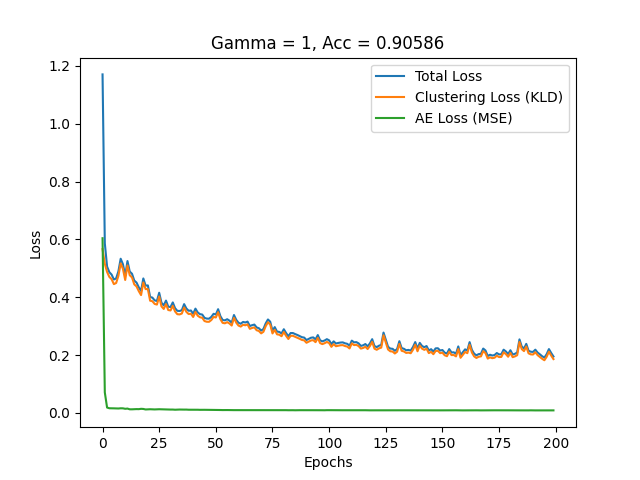 Gamma = 1, Acc = 0.90586
1.2
1.0
0.8
0.6
0.4
0.2
0.0
Loss
Total Loss
Clustering Loss (KLD)
AE Loss (MSE)
0 25 50 75 100 125 150 175 200
Epochs